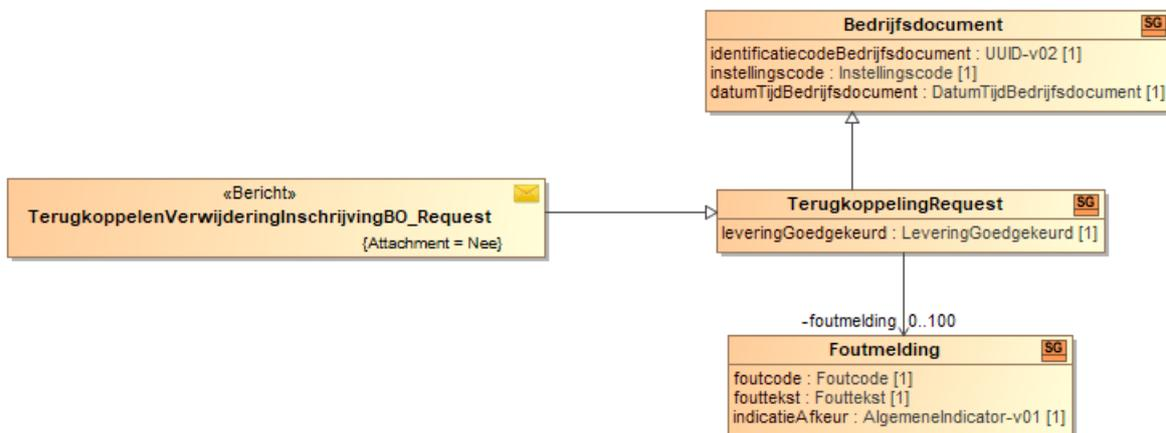 Bedrijfsdocument
SG
identificatiecodeBedrijfsdocument : UUID-v02 [1]
instellingscode : Instellingscode [1]
datumTijdBedrijfsdocument : DatumTijdBedrijfsdocument [1]
«Bericht»
TerugkoppelenVerwijderingInschrijvingBO_Request
{Attachment = Nee}
TerugkoppelingRequest
SG
leveringGoedgekeurd : LeveringGoedgekeurd [1]
-foutmelding 0..100
Foutmelding
SG
foutcode : Foutcode [1]
fouttekst : Fouttekst [1]
indicatieAfkeur : AlgemeneIndicator-v01 [1]